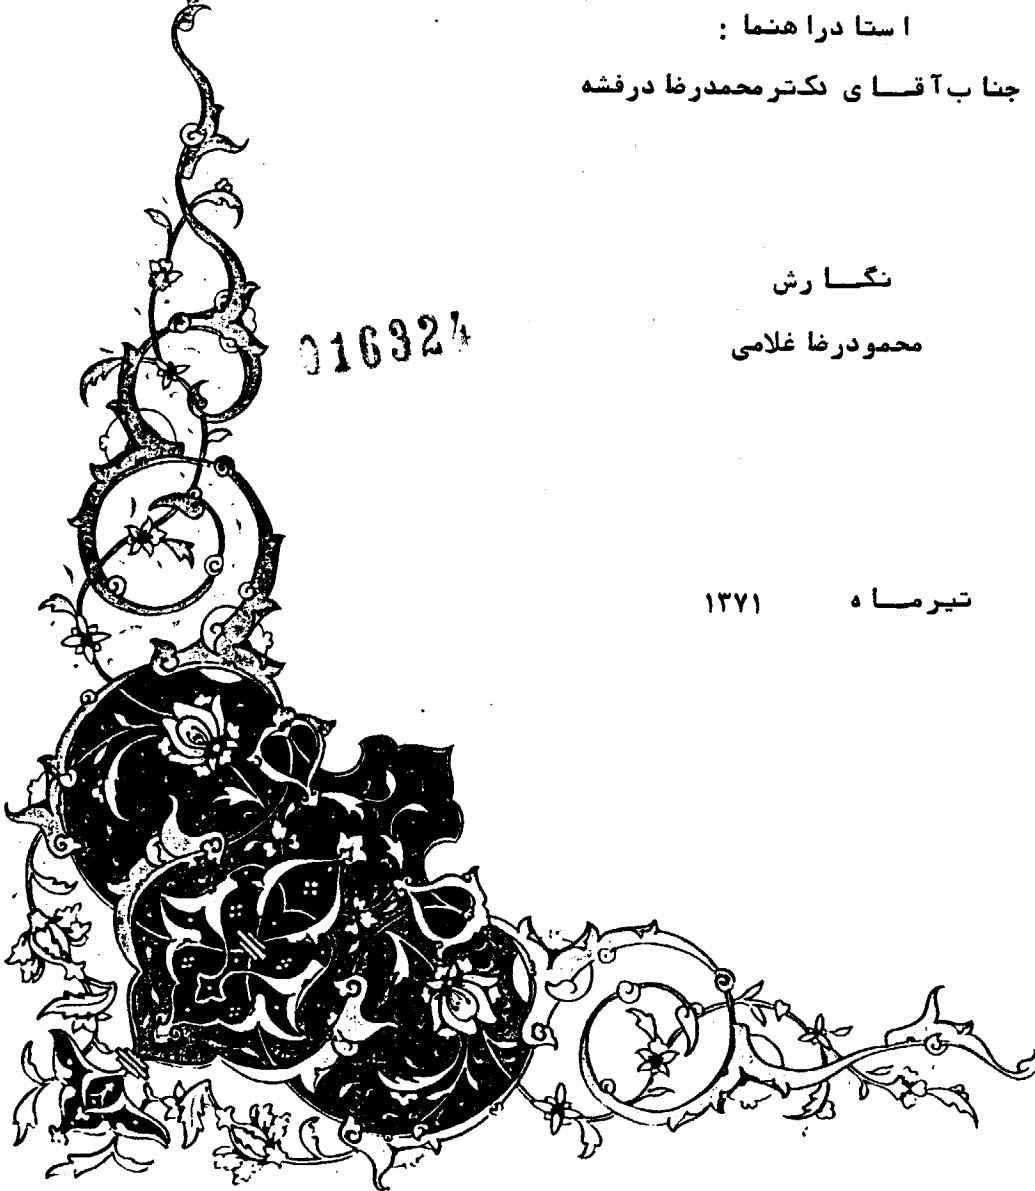 استاد راهنما :
جناب آقای دکتر محمدرضا درفشه
نگارش
محمودرضا غلامی
016324
تیرماه ۱۳۷۱